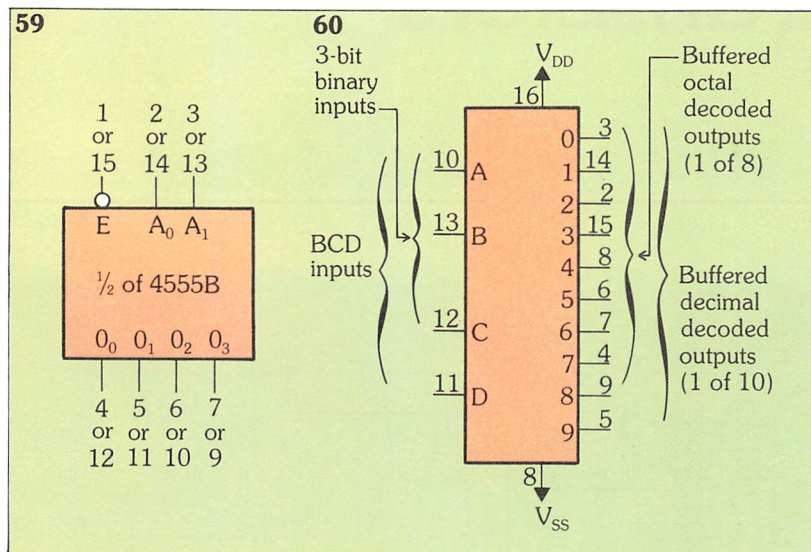 59
1
or
15
2
or
14
3
or
13
E A₀ A₁
½ of 4555B
0₀ 0₁ 0₂ 0₃
4
or
12
5
or
11
6
or
10
7
or
9
60
3-bit
binary
inputs
BCD
inputs
V_DD
16
10 A
13 B
12 C
11 D
0 3
1 14
2 2
3 15
4 8
5 6
6 7
7 4
8 9
9 5
8
V_SS
Buffered
octal
decoded
outputs
(1 of 8)
Buffered
decimal
decoded
outputs
(1 of 10)